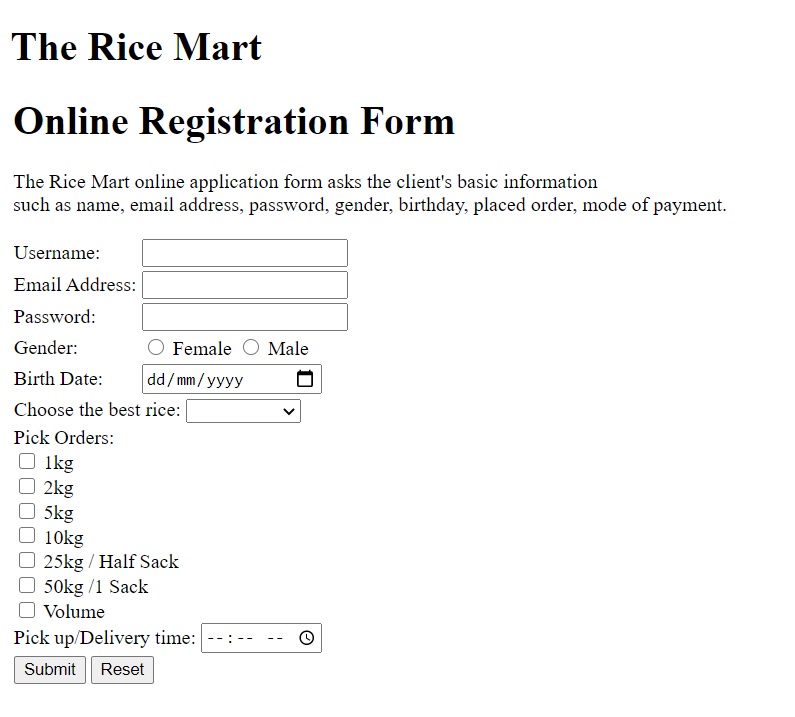 The Rice Mart
Online Registration Form
The Rice Mart online application form asks the client's basic information
such as name, email address, password, gender, birthday, placed order, mode of payment.
Username:
Email Address:
Password:
Gender: Female Male
Birth Date: dd/mm/yyyy
Choose the best rice:
Pick Orders:
1kg
2kg
5kg
10kg
25kg / Half Sack
50kg /1 Sack
Volume
Pick up/Delivery time: --:-- --
Submit Reset